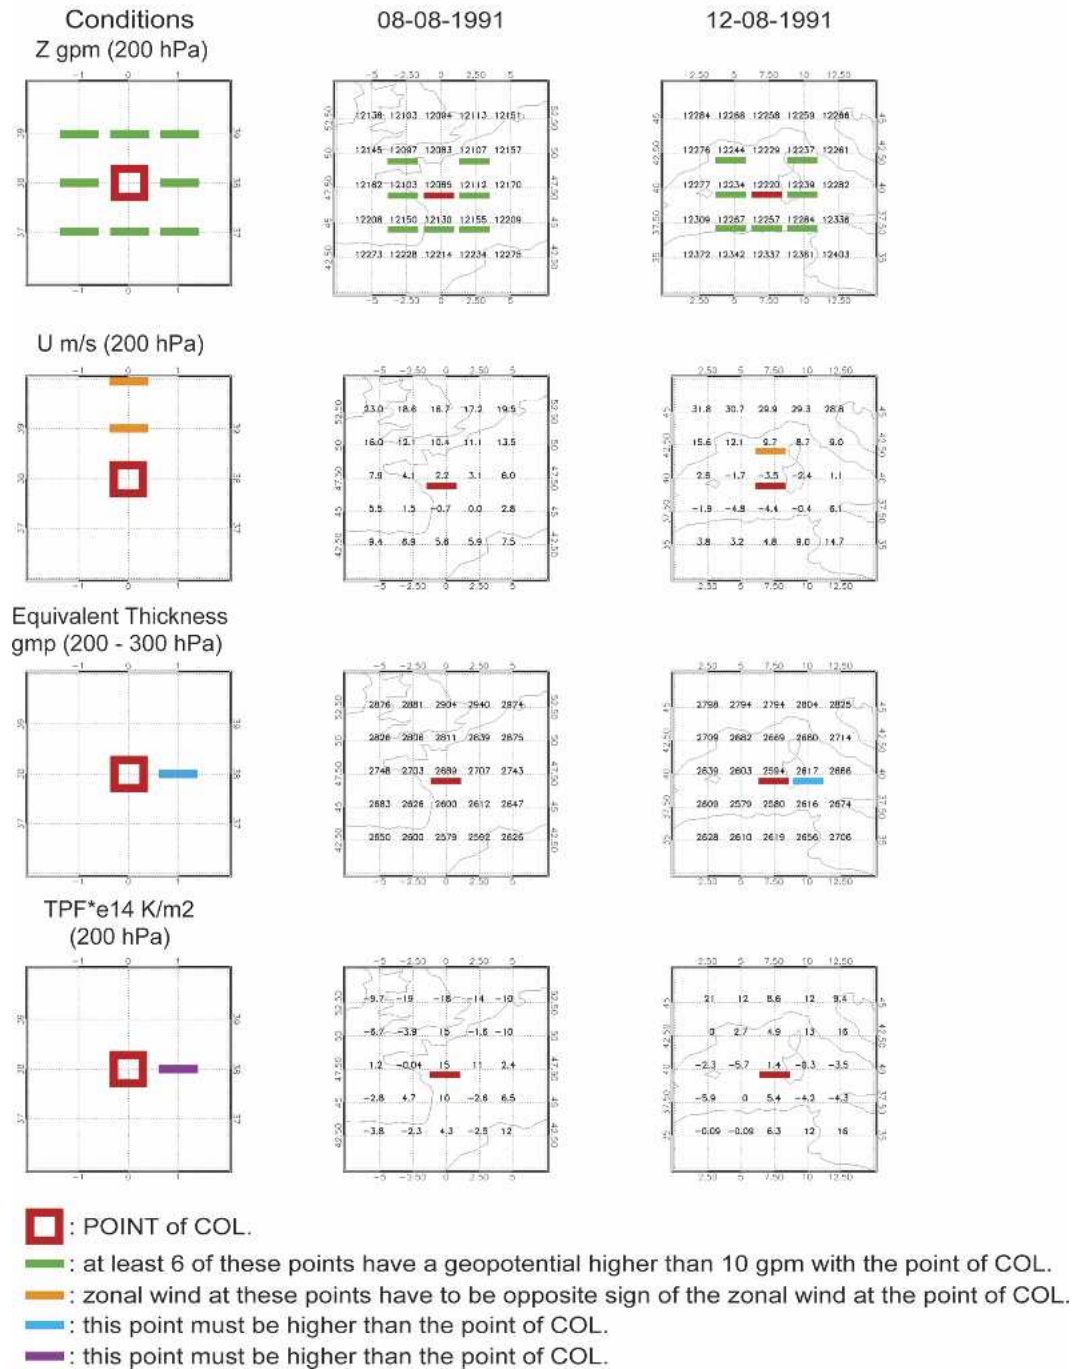 Conditions 08-08-1991 12-08-1991
Z gpm (200 hPa)
12138 12103 12094 12113 12151
12145 12097 12083 12107 12157
12162 12103 12085 12112 12170
12208 12150 12130 12155 12209
12273 12228 12214 12234 12275
12284 12268 12258 12259 12266
12276 12244 12229 12237 12261
12277 12234 12220 12239 12282
12309 12267 12257 12284 12336
12372 12342 12337 12361 12403
U m/s (200 hPa)
23.0 18.6 16.7 17.2 19.5
16.0 12.1 10.4 11.1 13.5
4.1 2.2 3.1 6.0
5.5 1.5 -0.7 0.0 2.8
9.4 6.9 5.6 5.9 7.5
31.8 30.7 29.9 29.3 28.8
15.6 12.1 9.7 8.7 9.0
2.8 -1.7 -3.5 -2.4 1.1
-1.9 -4.8 -4.4 -0.4 6.1
3.8 3.2 4.8 9.0 14.7
Equivalent Thickness
gmp (200 - 300 hPa)
2876 2881 2904 2940 2974
2826 2806 2811 2839 2875
2748 2703 2689 2707 2743
2683 2626 2600 2612 2647
2650 2600 2579 2592 2626
2798 2794 2794 2804 2825
2709 2682 2669 2680 2714
2639 2603 2594 2617 2666
2609 2579 2580 2616 2674
2628 2610 2619 2656 2706
TPF*e14 K/m2
(200 hPa)
-9.7 -19 -16 -14 -10
-6.7 -3.9 15 -1.6 -10
1.2 -0.04 15 11 2.4
-2.8 4.7 10 -2.6 6.5
-3.8 -2.3 4.3 -2.5 12
21 12 8.6 12 9.4
0 2.7 4.9 13 16
-2.3 -5.7 1.4 -3.5
-5.9 0 5.4 -4.2 -4.3
-0.09 -0.09 6.3 12 16
: POINT of COL.
: at least 6 of these points have a geopotential higher than 10 gpm with the point of COL.
: zonal wind at these points have to be opposite sign of the zonal wind at the point of COL.
: this point must be higher than the point of COL.
: this point must be higher than the point of COL.